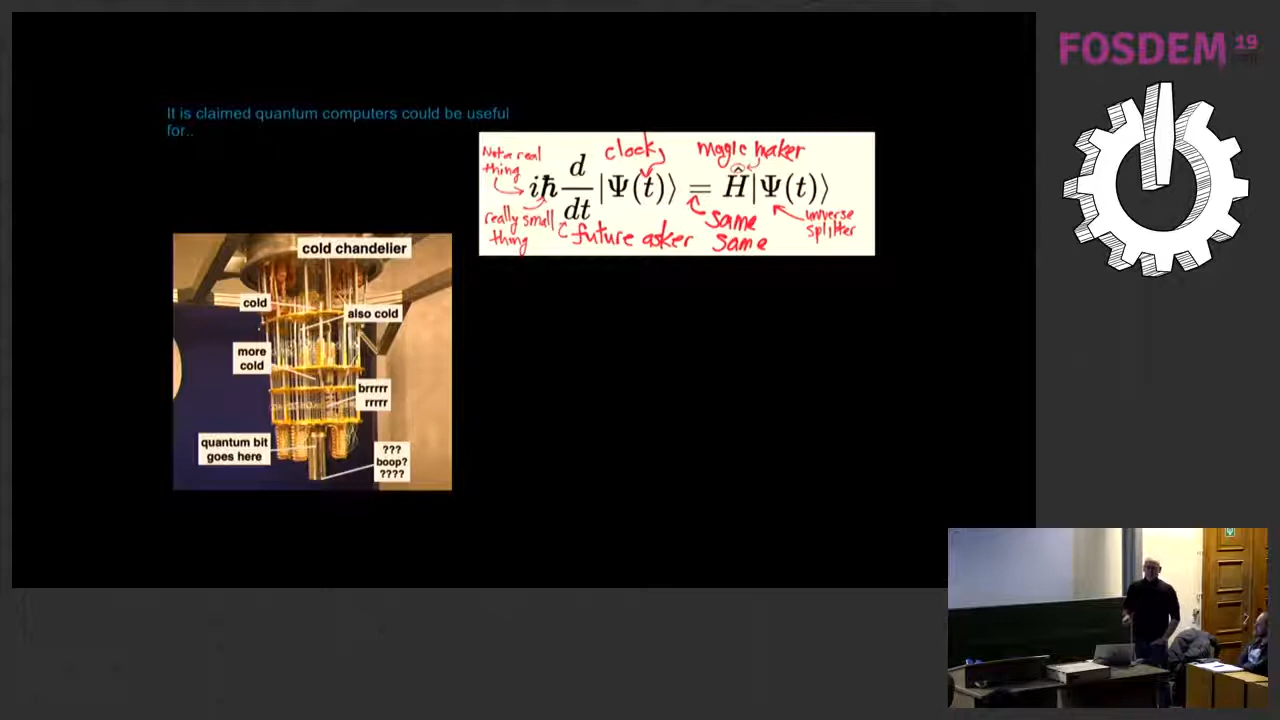 FOSDEM 19
It is claimed quantum computers could be useful
for..
Not a real
thing
clock
magic maker
iħ d/dt |Ψ(t)⟩ = Ĥ|Ψ(t)⟩
really small
thing
future asker
same
same
universe
splitter
cold chandelier
cold
also cold
more
cold
brrrrr
rrrrr
quantum bit
goes here
???
boop?
????